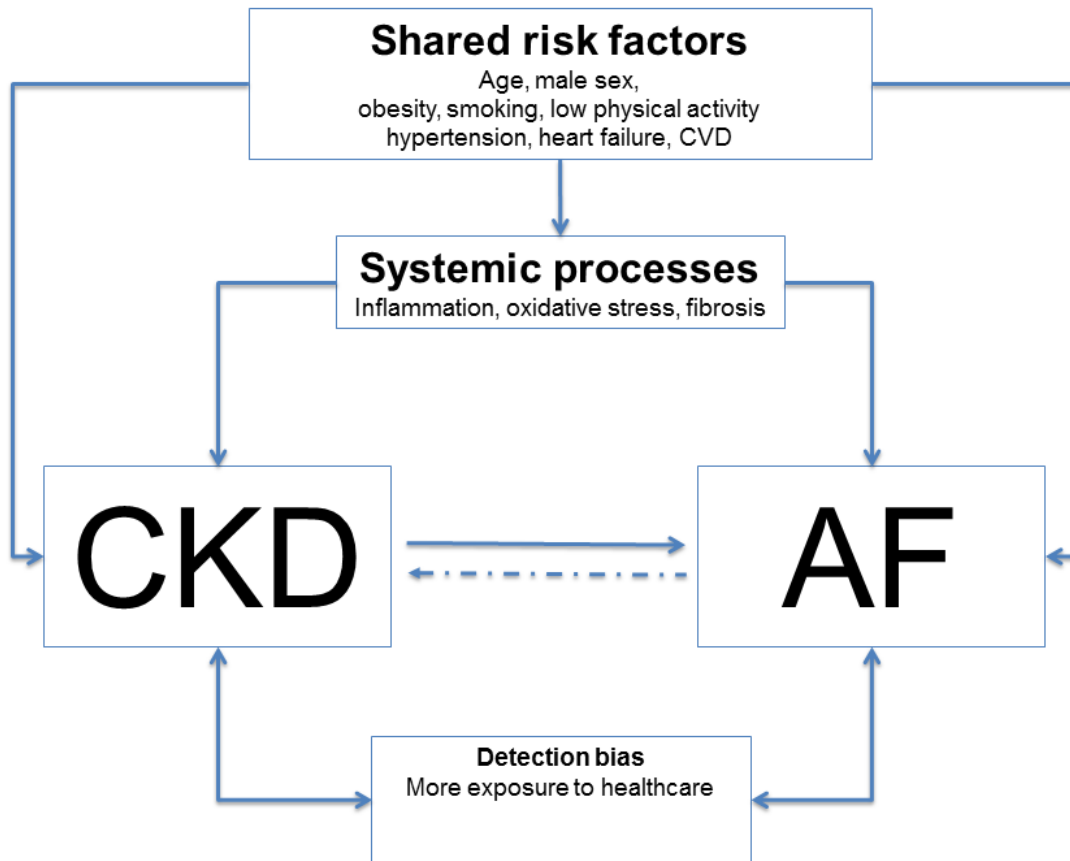 Shared risk factors
Age, male sex,
obesity, smoking, low physical activity
hypertension, heart failure, CVD
Systemic processes
Inflammation, oxidative stress, fibrosis
CKD
AF
Detection bias
More exposure to healthcare